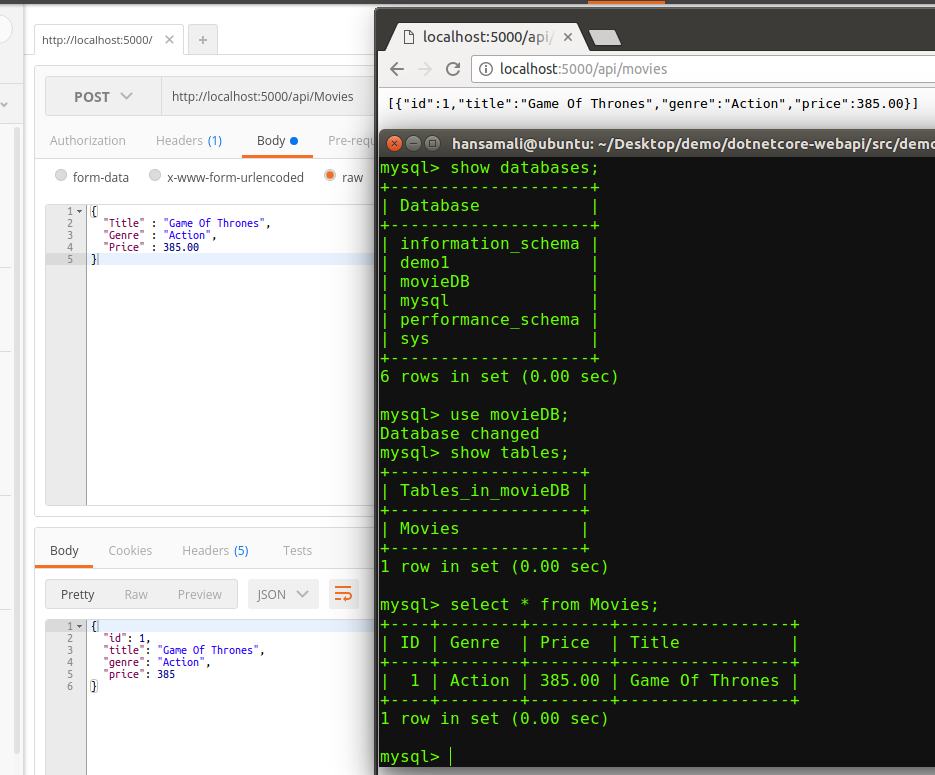 http://localhost:5000/
POST
http://localhost:5000/api/Movies
Authorization
Headers (1)
Body
form-data
x-www-form-urlencoded
raw
1 {
2 "Title" : "Game Of Thrones",
3 "Genre" : "Action",
4 "Price" : 385.00
5 }
Body
Cookies
Headers (5)
Tests
Pretty
Raw
Preview
JSON
1 {
2 "id": 1,
3 "title": "Game Of Thrones",
4 "genre": "Action",
5 "price": 385
6 }
localhost:5000/api/
localhost:5000/api/movies
[{"id":1,"title":"Game Of Thrones","genre":"Action","price":385.00}]
hansamali@ubuntu: ~/Desktop/demo/dotnetcore-webapi/src/demo
mysql> show databases;
+--------------------+
| Database           |
+--------------------+
| information_schema |
| demo1              |
| movieDB            |
| mysql              |
| performance_schema |
| sys                |
+--------------------+
6 rows in set (0.00 sec)
mysql> use movieDB;
Database changed
mysql> show tables;
+-------------------+
| Tables_in_movieDB |
+-------------------+
| Movies            |
+-------------------+
1 row in set (0.00 sec)
mysql> select * from Movies;
+----+--------+--------+-----------------+
| ID | Genre  | Price  | Title           |
+----+--------+--------+-----------------+
|  1 | Action | 385.00 | Game Of Thrones |
+----+--------+--------+-----------------+
1 row in set (0.00 sec)
mysql>